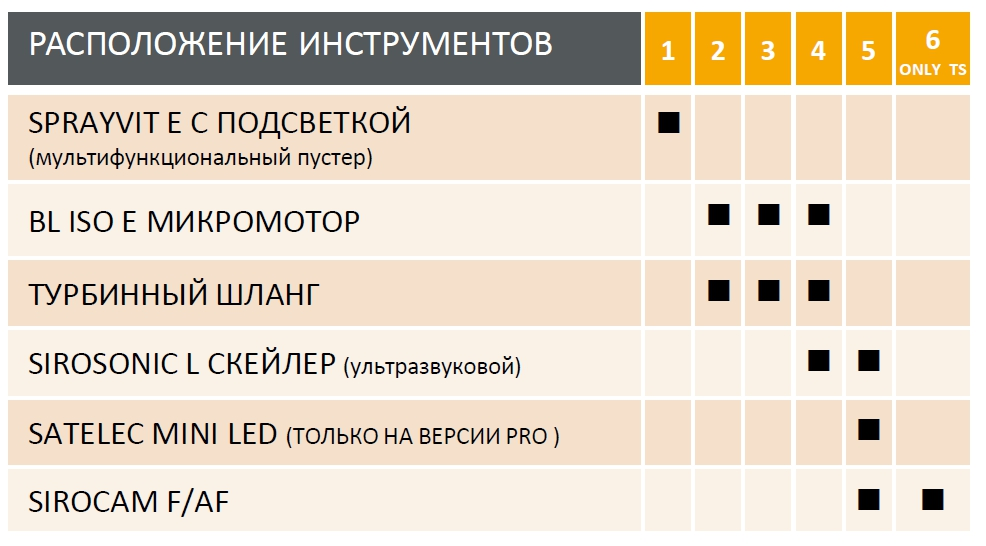 РАСПОЛОЖЕНИЕ ИНСТРУМЕНТОВ 1 2 3 4 5 6
ONLY TS
SPRAYVIT E С ПОДСВЕТКОЙ ■
(мультифункциональный пустер)
BL ISO E МИКРОМОТОР ■ ■ ■
ТУРБИННЫЙ ШЛАНГ ■ ■ ■
SIROSONIC L СКЕЙЛЕР (ультразвуковой) ■ ■
SATELEC MINI LED (ТОЛЬКО НА ВЕРСИИ PRO ) ■
SIROCAM F/AF ■ ■